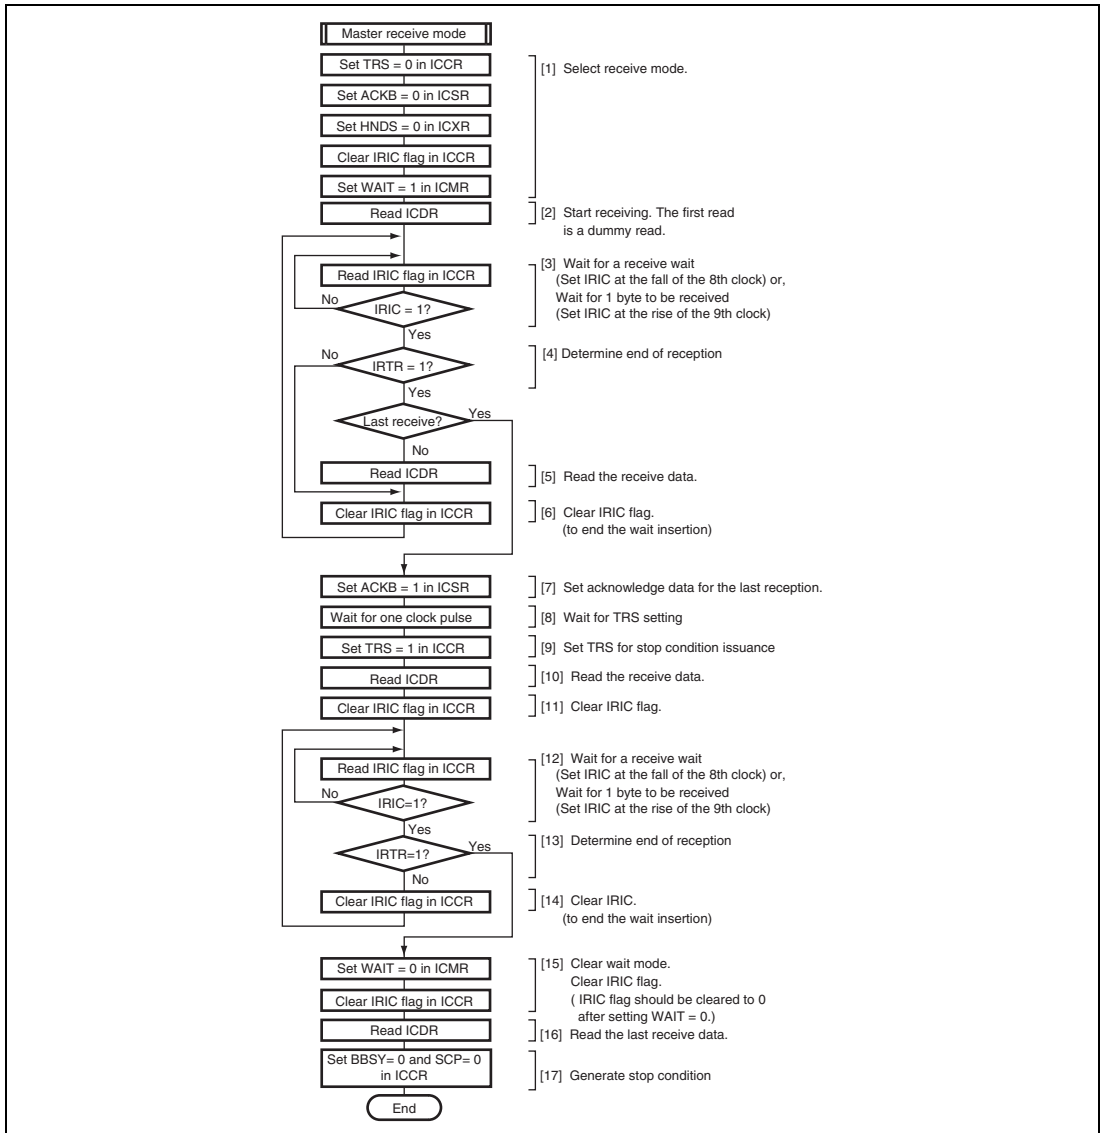 Master receive mode
Set TRS = 0 in ICCR
[1] Select receive mode.
Set ACKB = 0 in ICSR
Set HNDS = 0 in ICXR
Clear IRIC flag in ICCR
Set WAIT = 1 in ICMR
Read ICDR
[2] Start receiving. The first read
is a dummy read.
Read IRIC flag in ICCR
[3] Wait for a receive wait
(Set IRIC at the fall of the 8th clock) or,
Wait for 1 byte to be received
(Set IRIC at the rise of the 9th clock)
No
IRIC = 1?
Yes
No
IRTR = 1?
[4] Determine end of reception
Yes
Last receive?
Yes
No
Read ICDR
[5] Read the receive data.
Clear IRIC flag in ICCR
[6] Clear IRIC flag.
(to end the wait insertion)
Set ACKB = 1 in ICSR
[7] Set acknowledge data for the last reception.
Wait for one clock pulse
[8] Wait for TRS setting
Set TRS = 1 in ICCR
[9] Set TRS for stop condition issuance
Read ICDR
[10] Read the receive data.
Clear IRIC flag in ICCR
[11] Clear IRIC flag.
Read IRIC flag in ICCR
[12] Wait for a receive wait
(Set IRIC at the fall of the 8th clock) or,
Wait for 1 byte to be received
(Set IRIC at the rise of the 9th clock)
No
IRIC=1?
Yes
IRTR=1?
Yes
[13] Determine end of reception
No
Clear IRIC flag in ICCR
[14] Clear IRIC.
(to end the wait insertion)
Set WAIT = 0 in ICMR
[15] Clear wait mode.
Clear IRIC flag.
( IRIC flag should be cleared to 0
after setting WAIT = 0.)
Clear IRIC flag in ICCR
Read ICDR
[16] Read the last receive data.
Set BBSY= 0 and SCP= 0
in ICCR
[17] Generate stop condition
End